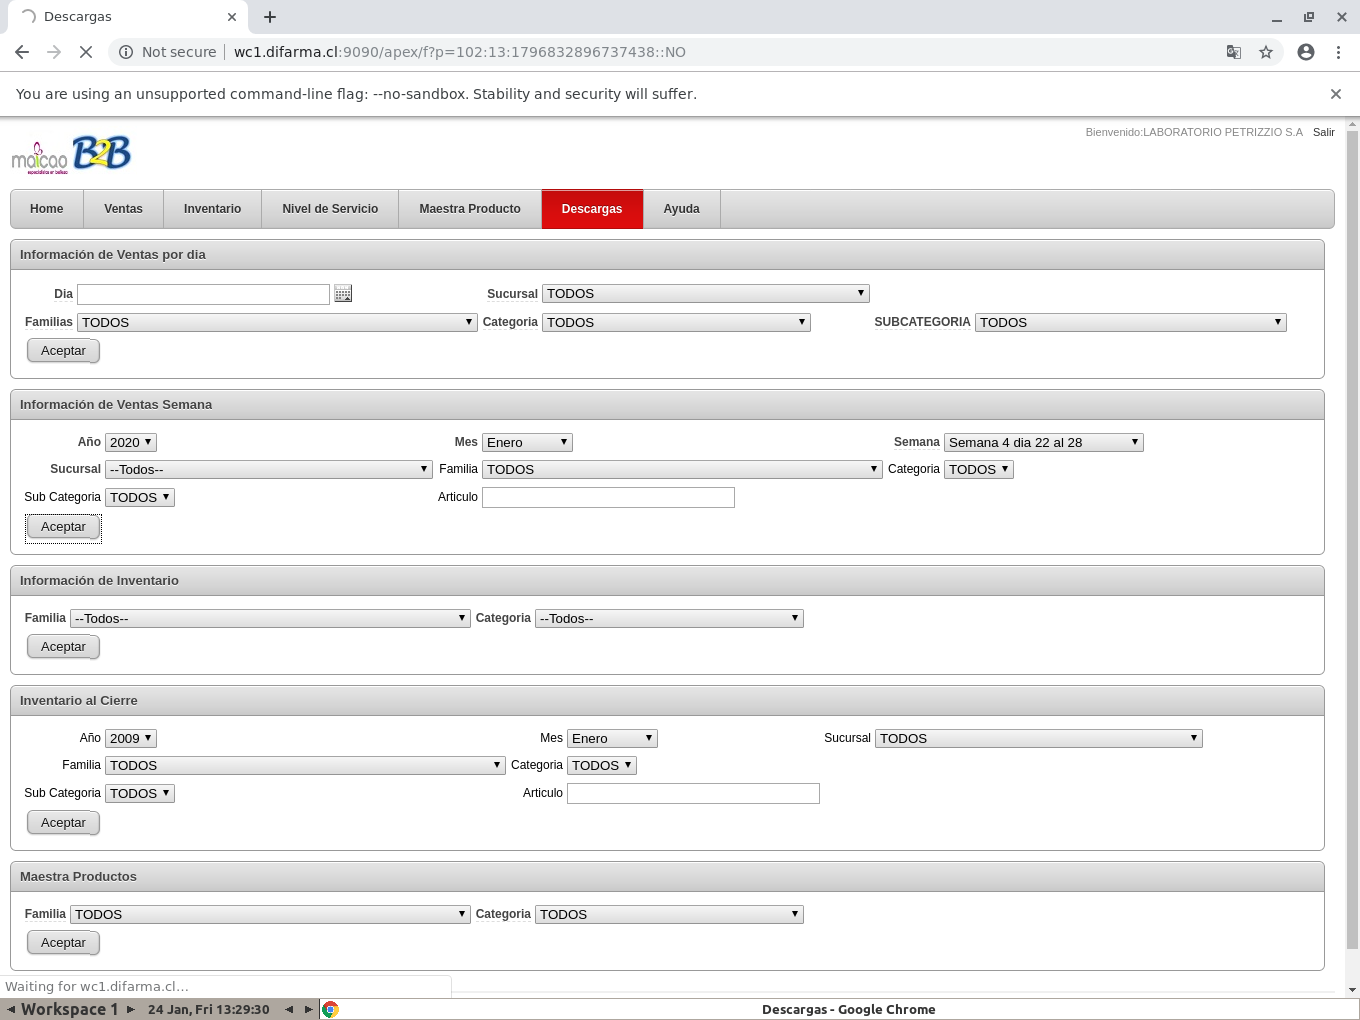 Descargas
Not secure wc1.difarma.cl:9090/apex/f?p=102:13:1796832896737438::NO
You are using an unsupported command-line flag: --no-sandbox. Stability and security will suffer.
maicao B2B
especialista en belleza
Bienvenido:LABORATORIO PETRIZZIO S.A Salir
Home Ventas Inventario Nivel de Servicio Maestra Producto Descargas Ayuda
Información de Ventas por dia
Dia Sucursal TODOS
Familias TODOS Categoria TODOS SUBCATEGORIA TODOS
Aceptar
Información de Ventas Semana
Año 2020 Mes Enero Semana Semana 4 dia 22 al 28
Sucursal --Todos-- Familia TODOS Categoria TODOS
Sub Categoria TODOS Articulo
Aceptar
Información de Inventario
Familia --Todos-- Categoria --Todos--
Aceptar
Inventario al Cierre
Año 2009 Mes Enero Sucursal TODOS
Familia TODOS Categoria TODOS
Sub Categoria TODOS Articulo
Aceptar
Maestra Productos
Familia TODOS Categoria TODOS
Aceptar
Waiting for wc1.difarma.cl...
Workspace 1 24 Jan, Fri 13:29:30 Descargas - Google Chrome